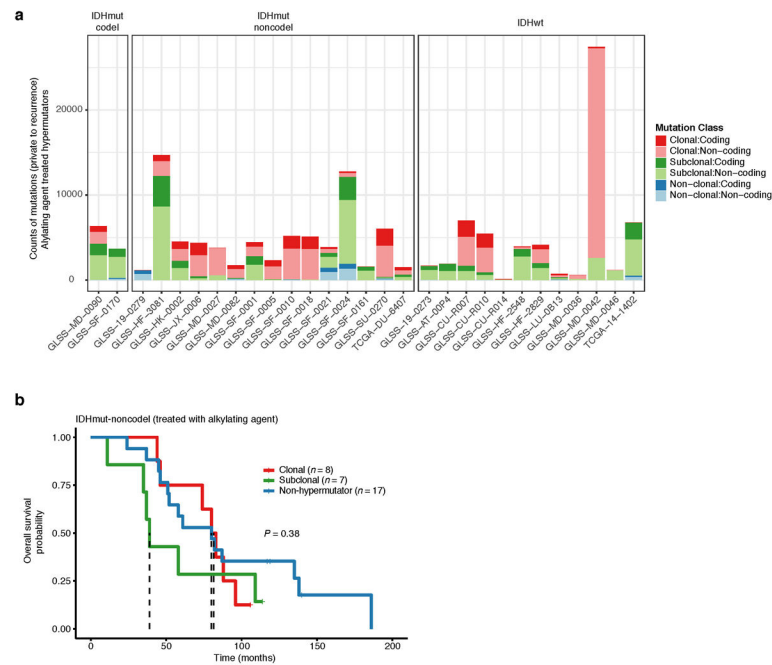 a
IDHmut
codel
IDHmut
noncodel
IDHwt
Counts of mutations (private to recurrence)
Alylating agent treated hypermutators
20000
10000
0
GLSS−MD−0090
GLSS−SF−0170
GLSS−19−0279
GLSS−HF−3081
GLSS−HK−0002
GLSS−JX−0006
GLSS−MD−0027
GLSS−MD−0082
GLSS−SF−0001
GLSS−SF−0005
GLSS−SF−0010
GLSS−SF−0018
GLSS−SF−0021
GLSS−SF−0024
GLSS−SF−0161
GLSS−SU−0270
TCGA−DU−6407
GLSS−19−0273
GLSS−AT−00P4
GLSS−CU−R007
GLSS−CU−R010
GLSS−CU−R014
GLSS−HF−2548
GLSS−HF−2829
GLSS−LU−0B13
GLSS−MD−0036
GLSS−MD−0042
GLSS−MD−0046
TCGA−14−1402
Mutation Class
Clonal:Coding
Clonal:Non−coding
Subclonal:Coding
Subclonal:Non−coding
Non−clonal:Coding
Non−clonal:Non−coding
b
IDHmut-noncodel (treated with alkylating agent)
Overall survival
probability
1.00
0.75
0.50
0.25
0.00
Clonal (n = 8)
Subclonal (n = 7)
Non-hypermutator (n = 17)
P = 0.38
0
50
100
150
200
Time (months)